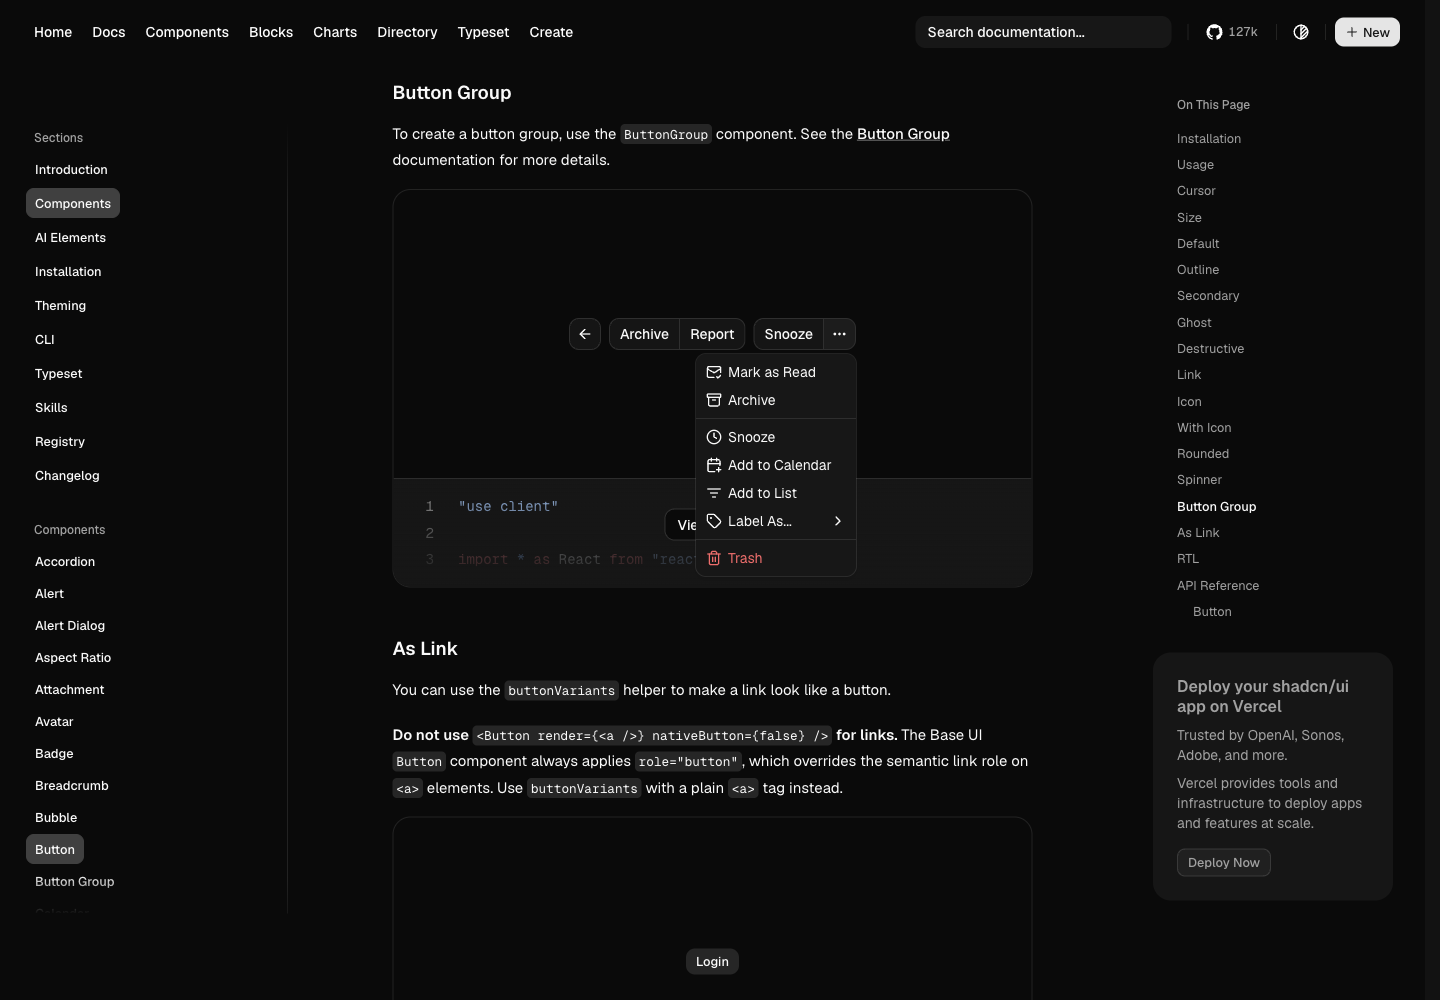 Home Docs Components Blocks Charts Directory Typeset Create
Search documentation...
127k
New
Sections
Introduction
Components
AI Elements
Installation
Theming
CLI
Typeset
Skills
Registry
Changelog
Components
Accordion
Alert
Alert Dialog
Aspect Ratio
Attachment
Avatar
Badge
Breadcrumb
Bubble
Button
Button Group
Calendar
Button Group
To create a button group, use the ButtonGroup component. See the Button Group
documentation for more details.
Archive Report Snooze
Mark as Read
Archive
Snooze
Add to Calendar
Add to List
Label As...
Trash
1 "use client"
2
3 import * as React from "reac
As Link
You can use the buttonVariants helper to make a link look like a button.
Do not use <Button render={<a />} nativeButton={false} /> for links. The Base UI
Button component always applies role="button", which overrides the semantic link role on
<a> elements. Use buttonVariants with a plain <a> tag instead.
Login
On This Page
Installation
Usage
Cursor
Size
Default
Outline
Secondary
Ghost
Destructive
Link
Icon
With Icon
Rounded
Spinner
Button Group
As Link
RTL
API Reference
Button
Deploy your shadcn/ui
app on Vercel
Trusted by OpenAI, Sonos,
Adobe, and more.
Vercel provides tools and
infrastructure to deploy apps
and features at scale.
Deploy Now